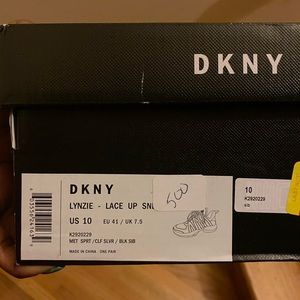 DKNY
DKNY
LYNZIE - LACE UP SN
500
US 10
EU 41 / UK 7.5
K2920229
MET SPRT /CLF SLVR / BLK SIB
MADE IN CHINA ONE PAIR
10
K2920229